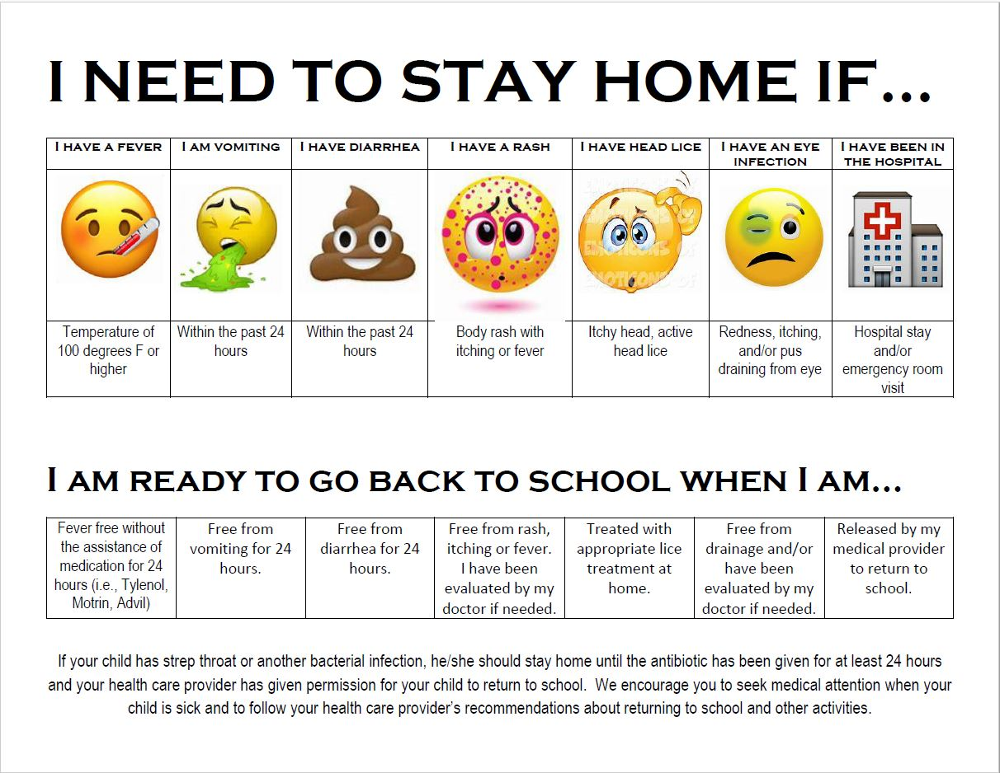 I NEED TO STAY HOME IF...
I HAVE A FEVER
I AM VOMITING
I HAVE DIARRHEA
I HAVE A RASH
I HAVE HEAD LICE
I HAVE AN EYE
INFECTION
I HAVE BEEN IN
THE HOSPITAL
EMOTICONS OF
EMOTICONS OF
EMOTICONS OF
Temperature of
100 degrees F or
higher
Within the past 24
hours
Within the past 24
hours
Body rash with
itching or fever
Itchy head, active
head lice
Redness, itching,
and/or pus
draining from eye
Hospital stay
and/or
emergency room
visit
I AM READY TO GO BACK TO SCHOOL WHEN I AM...
Fever free without
the assistance of
medication for 24
hours (i.e., Tylenol,
Motrin, Advil)
Free from
vomiting for 24
hours.
Free from
diarrhea for 24
hours.
Free from rash,
itching or fever.
I have been
evaluated by my
doctor if needed.
Treated with
appropriate lice
treatment at
home.
Free from
drainage and/or
have been
evaluated by my
doctor if needed.
Released by my
medical provider
to return to
school.
If your child has strep throat or another bacterial infection, he/she should stay home until the antibiotic has been given for at least 24 hours
and your health care provider has given permission for your child to return to school.  We encourage you to seek medical attention when your
child is sick and to follow your health care provider's recommendations about returning to school and other activities.